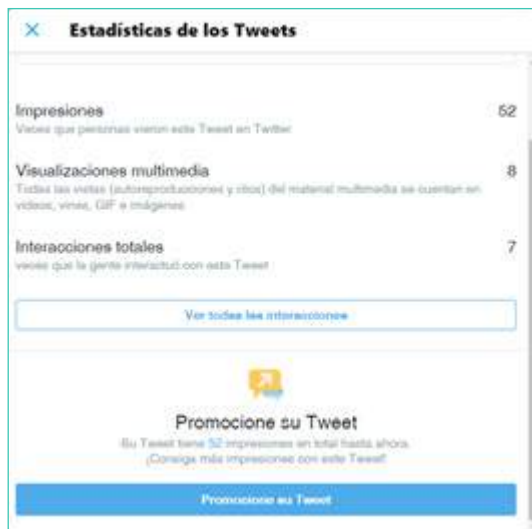 × Estadísticas de los Tweets
Impresiones 52
Veces que personas vieron este Tweet en Twitter
Visualizaciones multimedia 8
Todas las vistas (autoreproducciones y clics) del material multimedia se cuentan en
videos, vines, GIF e imágenes
Interacciones totales 7
veces que la gente interactuó con este Tweet
Ver todas las interacciones
Promocione su Tweet
Su Tweet tiene 52 impresiones en total hasta ahora.
¡Consiga más impresiones con este Tweet!
Promocione su Tweet